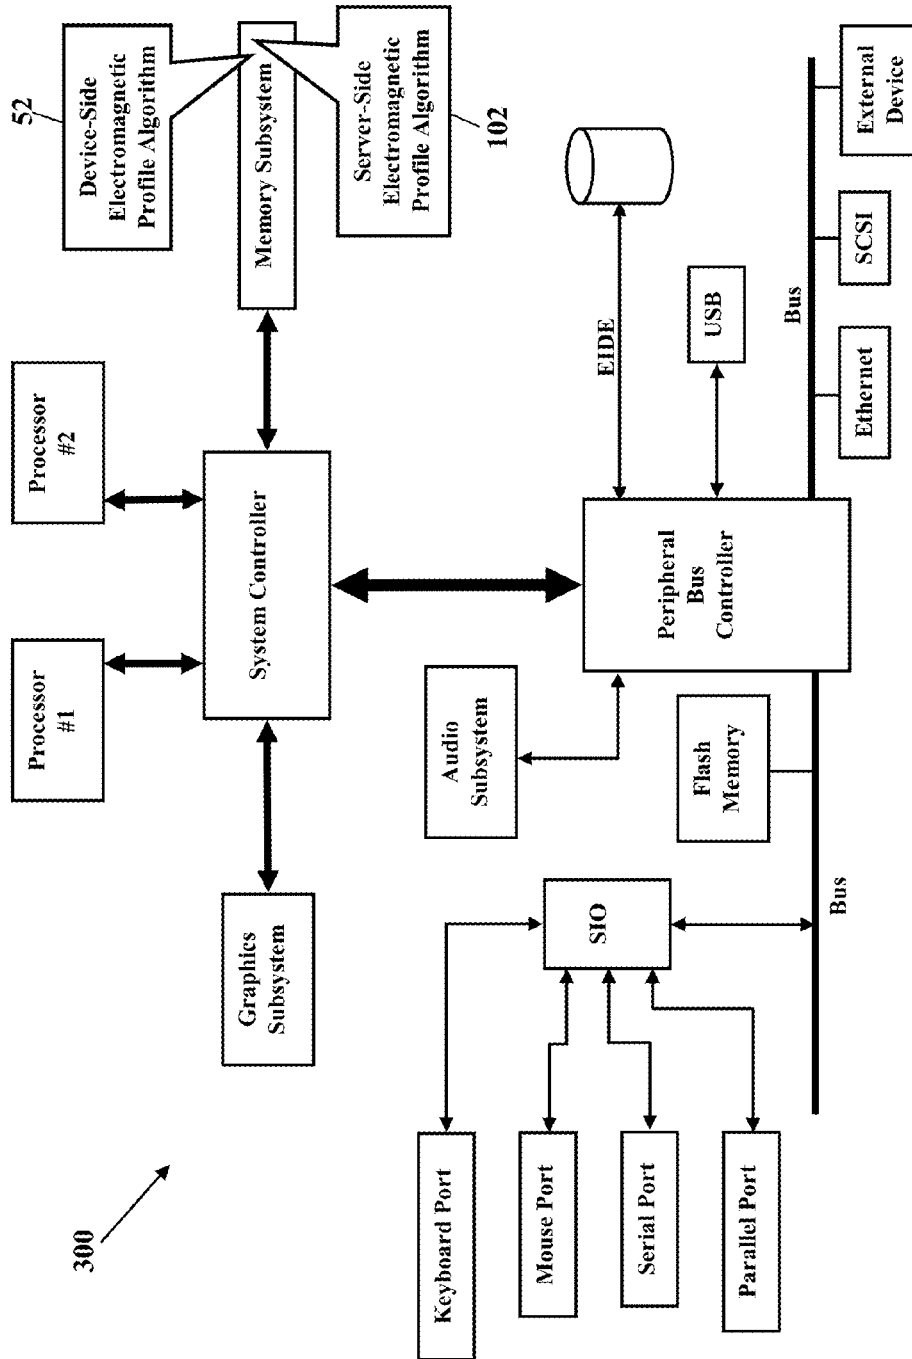 300
52
Device-Side
Electromagnetic
Profile Algorithm
Memory Subsystem
Server-Side
Electromagnetic
Profile Algorithm
102
Processor
#1
Processor
#2
System Controller
Graphics
Subsystem
Keyboard Port
Mouse Port
Serial Port
Parallel Port
SIO
Audio
Subsystem
Flash
Memory
Peripheral
Bus
Controller
EIDE
USB
Bus
Bus
Ethernet
SCSI
External
Device